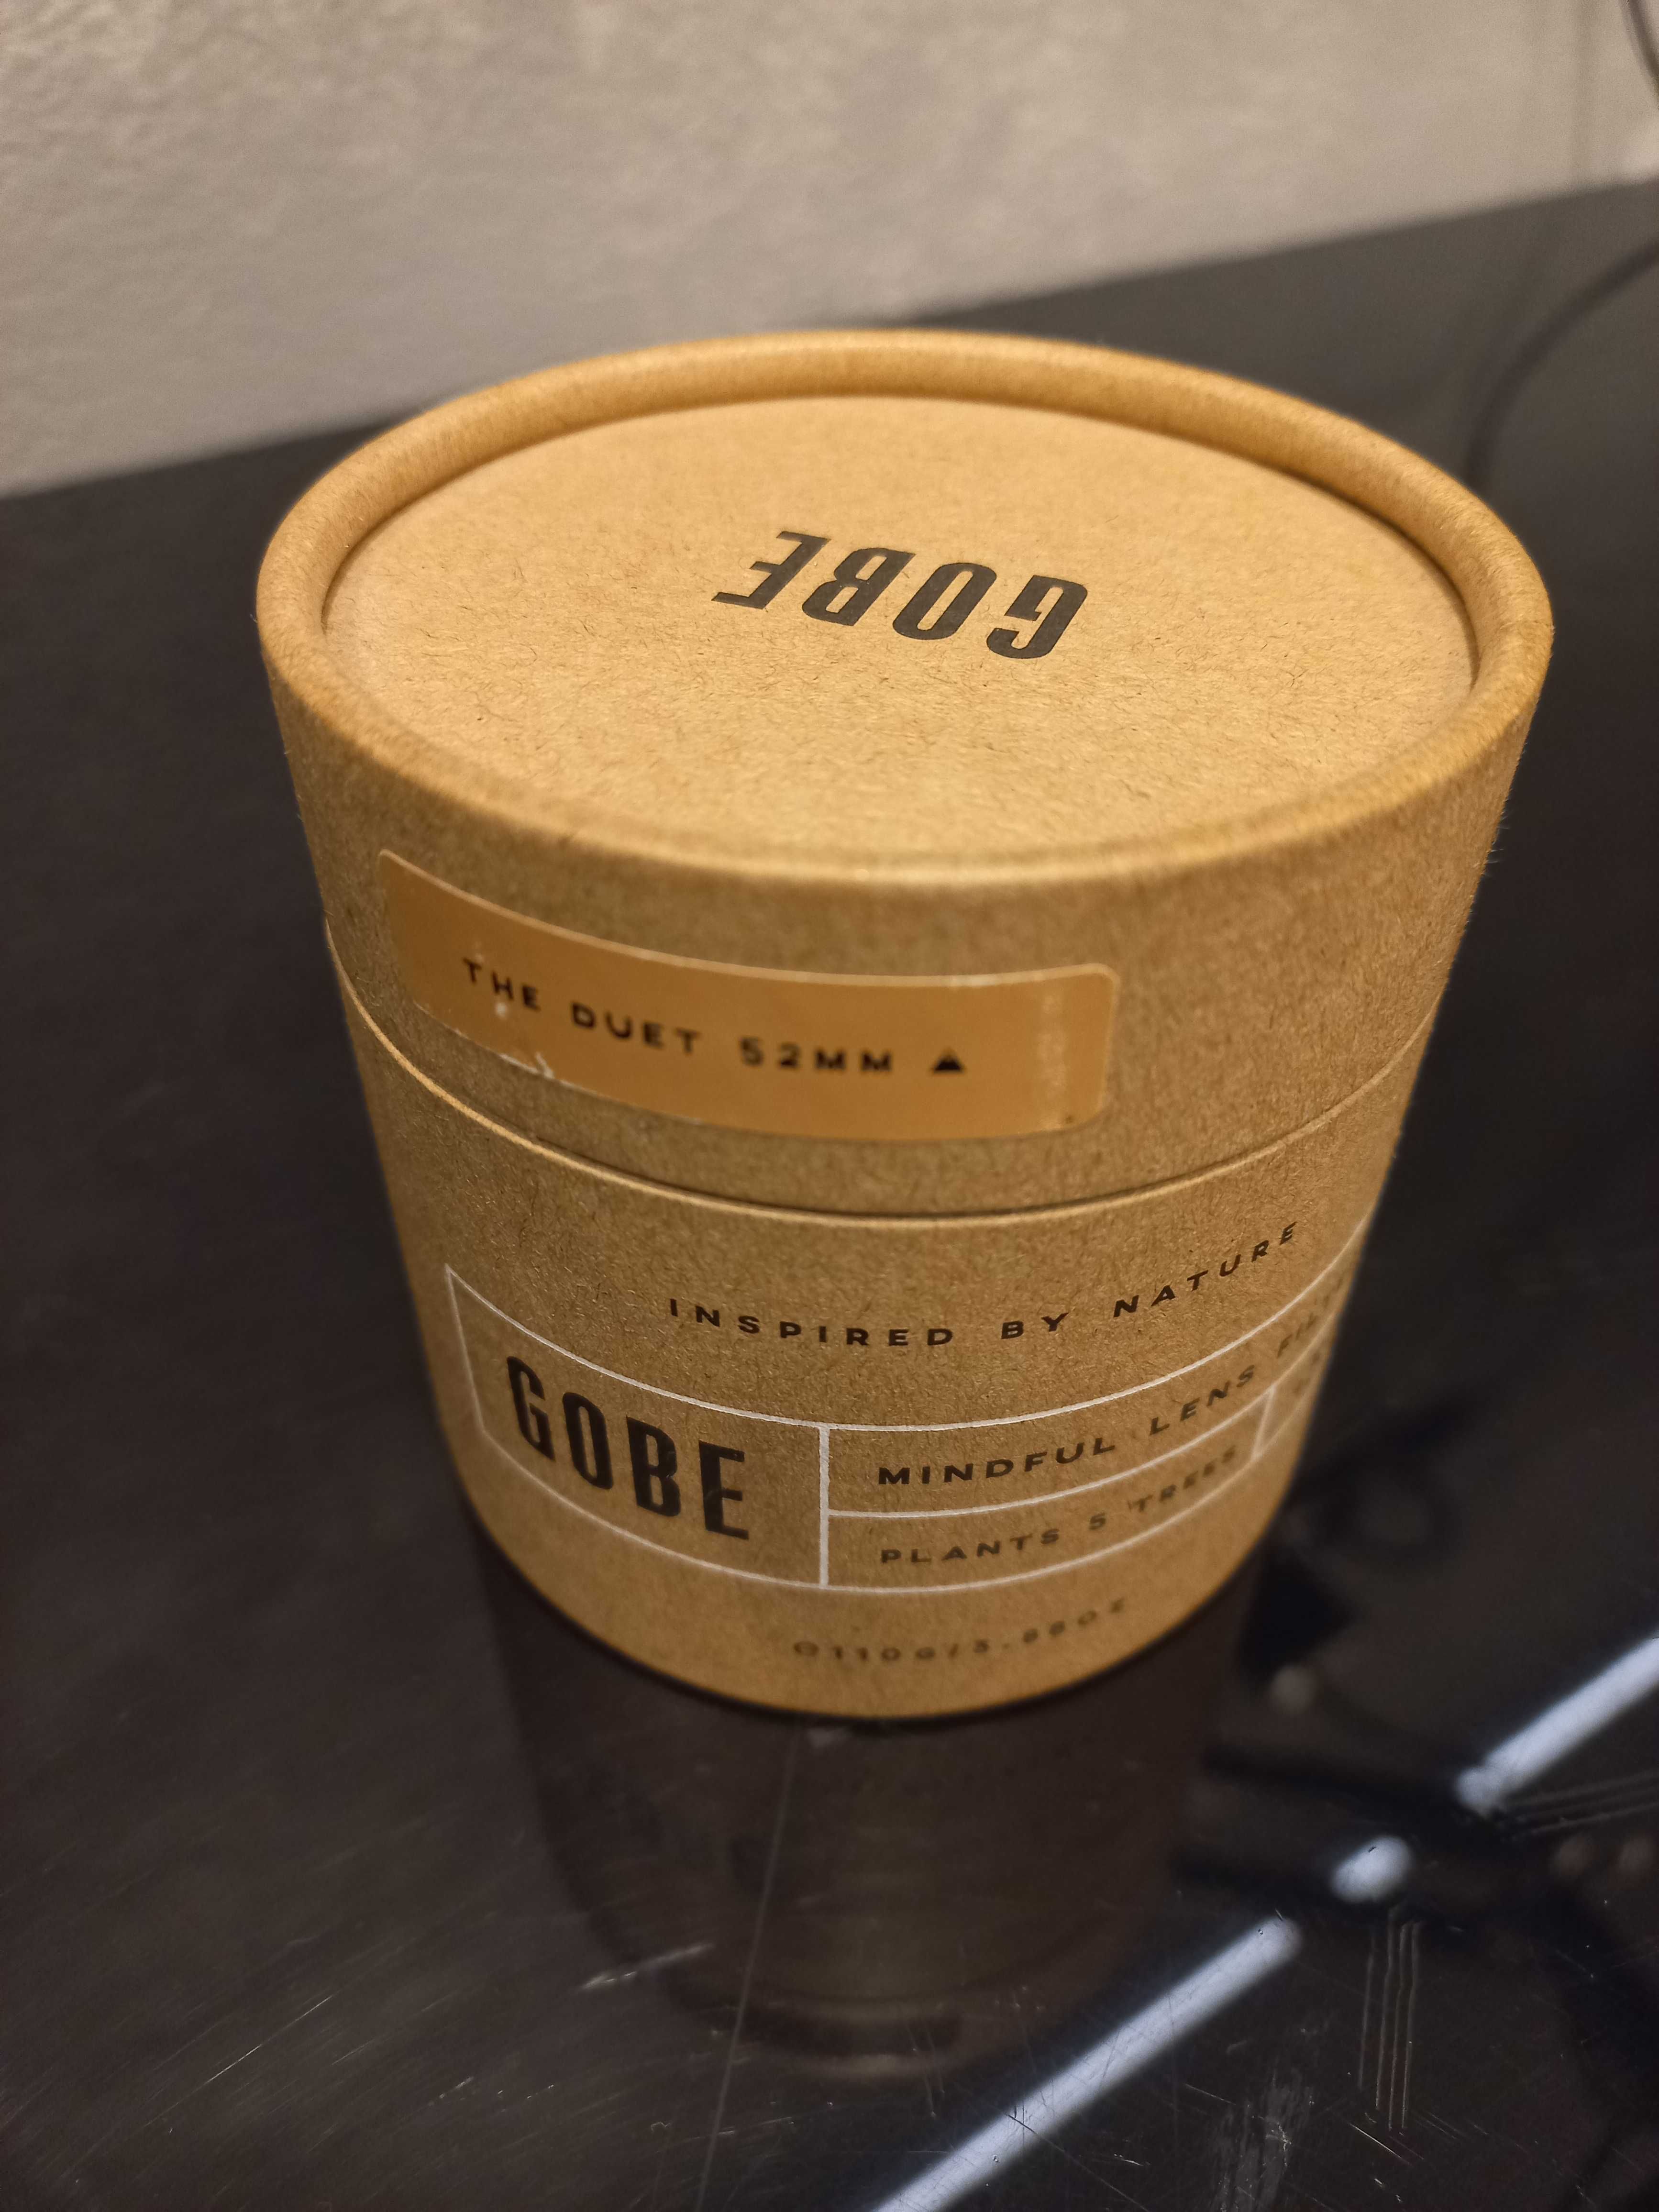 GOBE
THE DUET 52MM
INSPIRED BY NATURE
GOBE
MINDFUL LENS
PLANTS 5 TREES